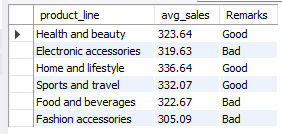 product_line avg_sales Remarks
Health and beauty 323.64 Good
Electronic accessories 319.63 Bad
Home and lifestyle 336.64 Good
Sports and travel 332.07 Good
Food and beverages 322.67 Bad
Fashion accessories 305.09 Bad